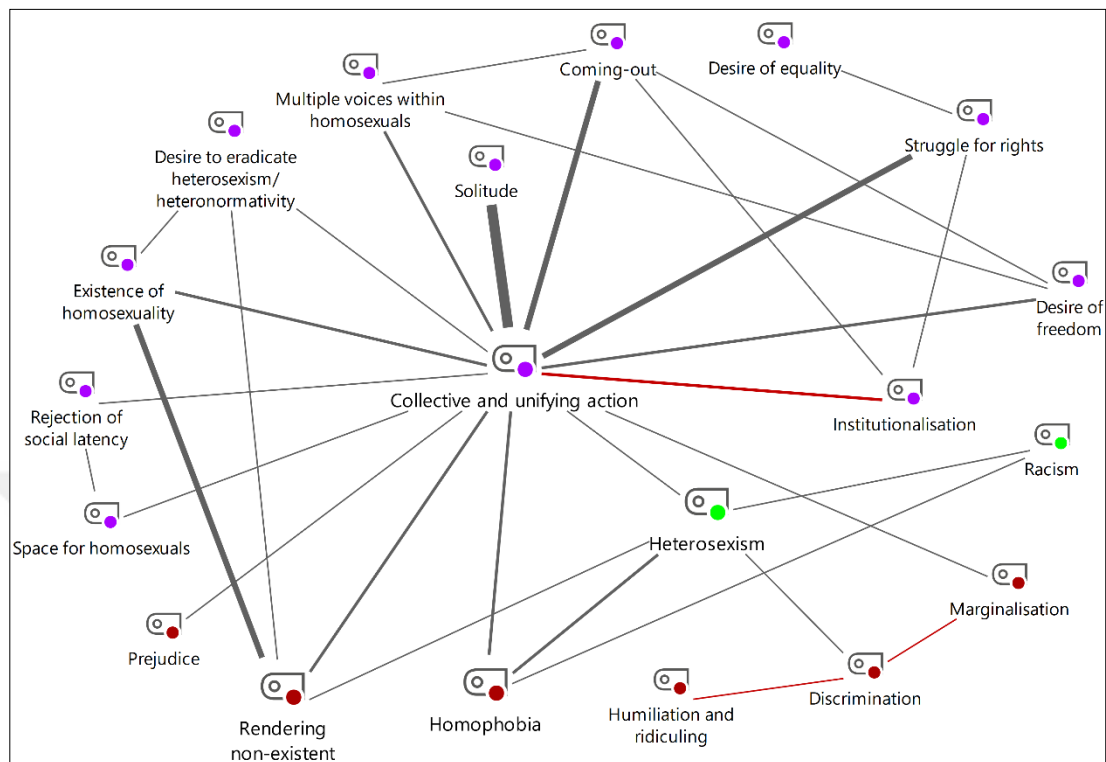 Coming-out
Desire of equality
Multiple voices within
homosexuals
Struggle for rights
Desire to eradicate
heterosexism/
heteronormativity
Solitude
Existence of
homosexuality
Desire of
freedom
Collective and unifying action
Rejection of
social latency
Institutionalisation
Racism
Space for homosexuals
Heterosexism
Marginalisation
Prejudice
Rendering
non-existent
Homophobia
Humiliation and
ridiculing
Discrimination